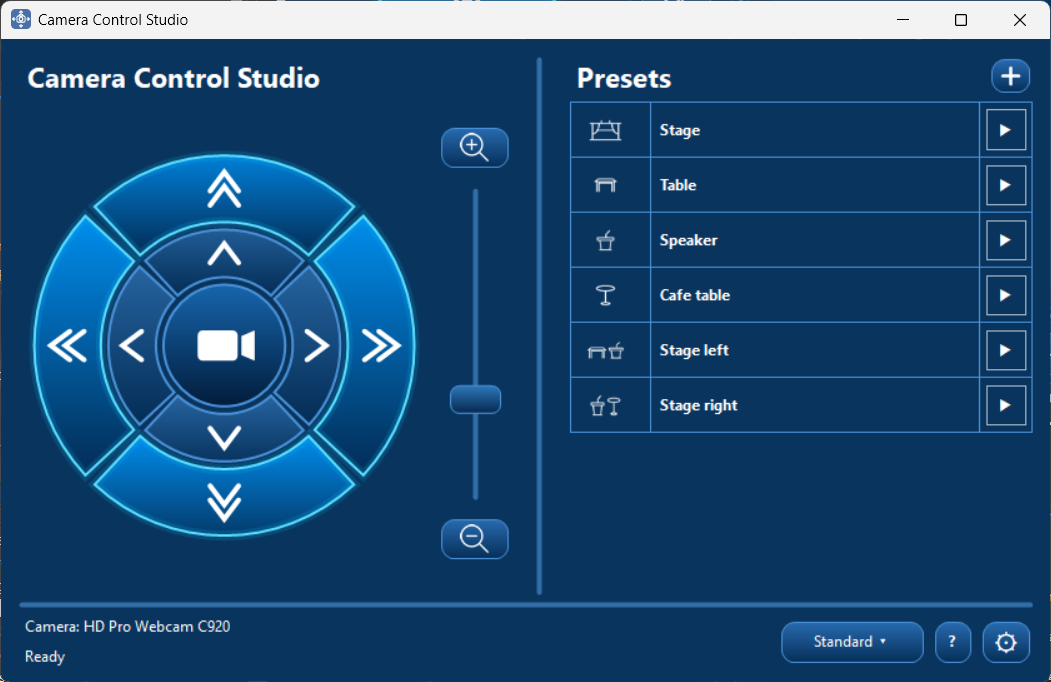 Camera Control Studio
Camera Control Studio
Presets
Stage
Table
Speaker
Cafe table
Stage left
Stage right
Camera: HD Pro Webcam C920
Ready
Standard
?